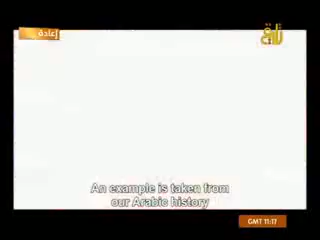 إعادة
An example is taken from
our Arabic history
GMT 11:17